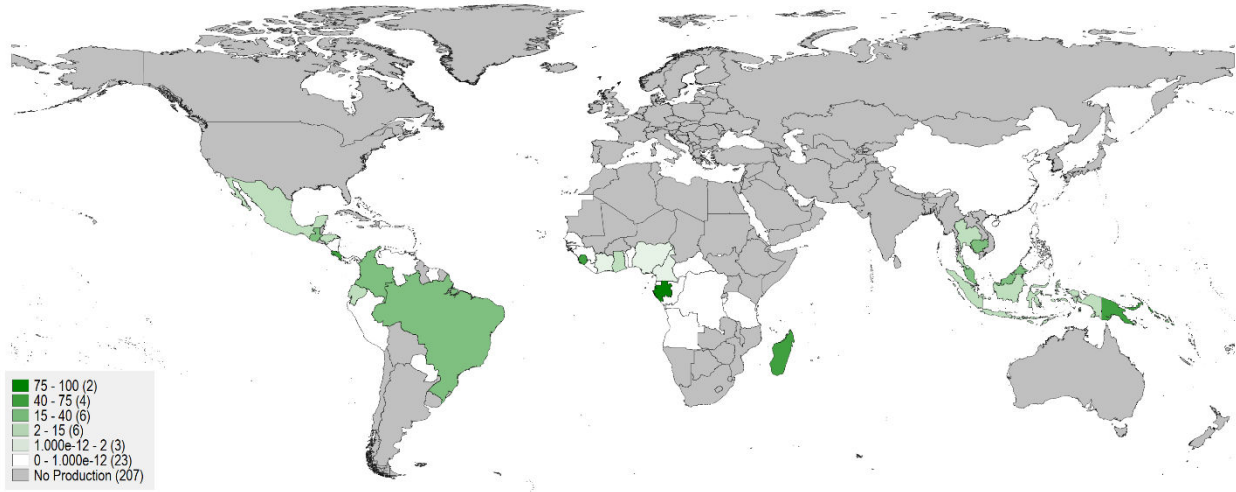 75 - 100 (2)
40 - 75 (4)
15 - 40 (6)
2 - 15 (6)
1.000e-12 - 2 (3)
0 - 1.000e-12 (23)
No Production (207)